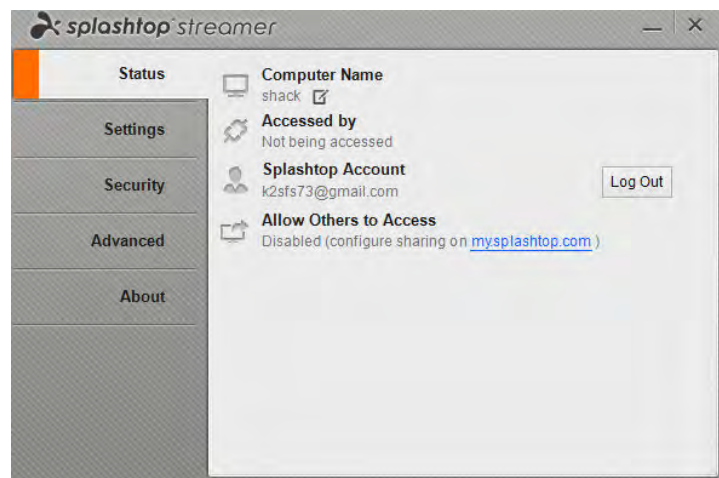 splashtop streamer
Status
Settings
Security
Advanced
About
Computer Name
shack
Accessed by
Not being accessed
Splashtop Account
k2sfs73@gmail.com
Log Out
Allow Others to Access
Disabled (configure sharing on my.splashtop.com )